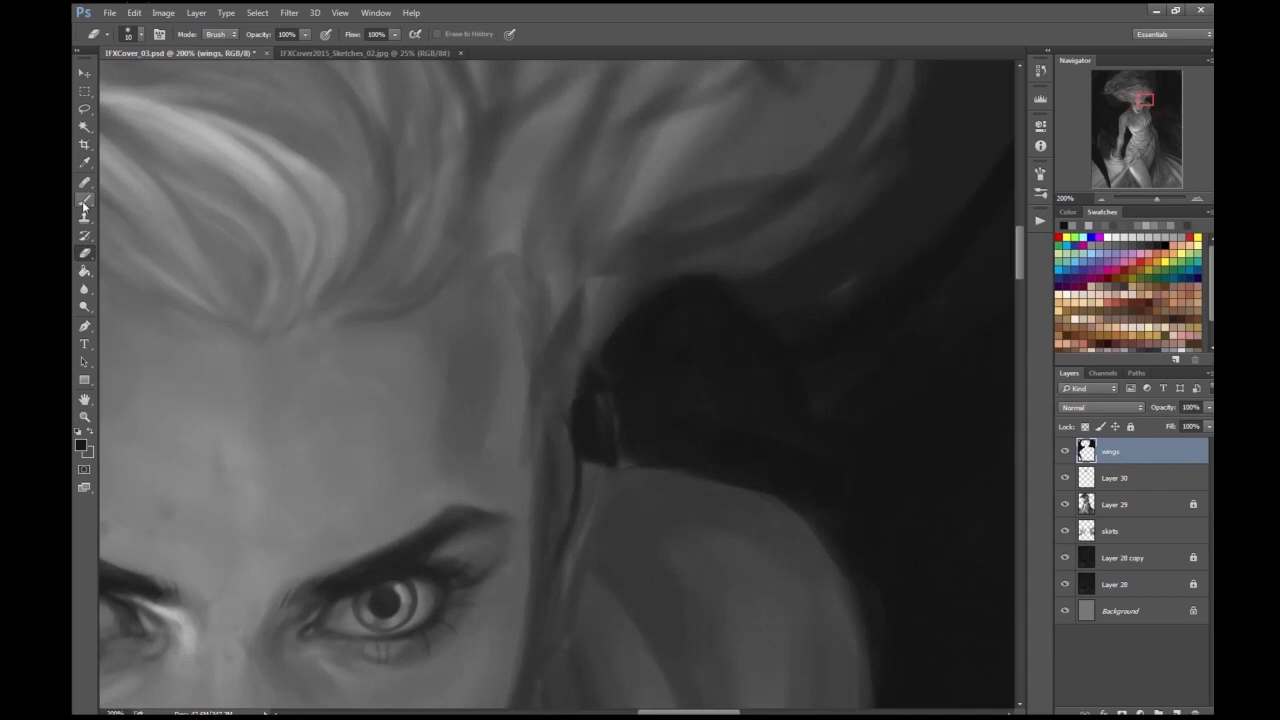 Ps File Edit Image Layer Type Select Filter 3D View Window Help
10 Mode: Brush Opacity: 100% Flow: 100% Erase to History Essentials
IFXCover_03.psd @ 200% (wings, RGB/8) * × IFXCover2015_Sketches_02.jpg @ 25% (RGB/8#) ×
Navigator
200%
Color Swatches
Layers Channels Paths
Kind
Normal Opacity: 100%
Lock: Fill: 100%
wings
Layer 30
Layer 29
skirts
Layer 28 copy
Layer 28
Background